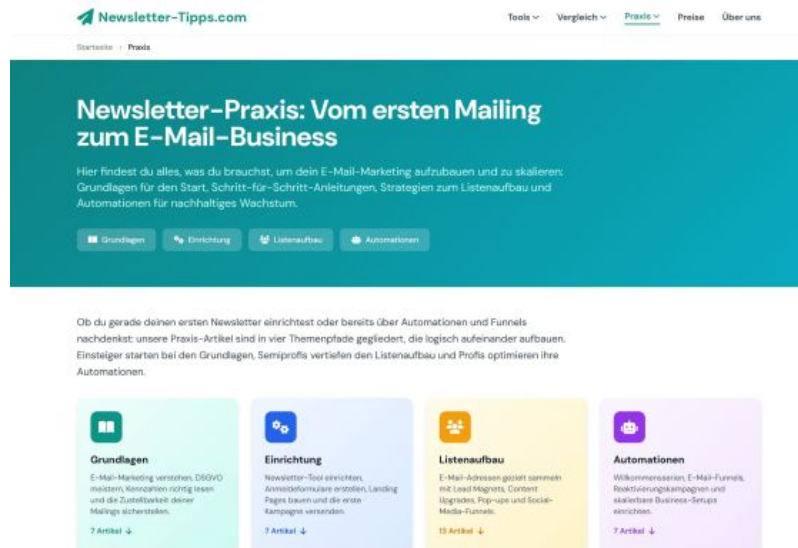 Newsletter-Tipps.com
Tools Vergleich Praxis Preise Über uns
Startseite › Praxis
Newsletter-Praxis: Vom ersten Mailing
zum E-Mail-Business
Hier findest du alles, was du brauchst, um dein E-Mail-Marketing aufzubauen und zu skalieren:
Grundlagen für den Start, Schritt-für-Schritt-Anleitungen, Strategien zum Listenaufbau und
Automationen für nachhaltiges Wachstum.
Grundlagen Einrichtung Listenaufbau Automationen
Ob du gerade deinen ersten Newsletter einrichtest oder bereits über Automationen und Funnels
nachdenkst: unsere Praxis-Artikel sind in vier Themenpfade gegliedert, die logisch aufeinander aufbauen.
Einsteiger starten bei den Grundlagen, Semiprofis vertiefen den Listenaufbau und Profis optimieren ihre
Automationen.
Grundlagen
E-Mail-Marketing verstehen, DSGVO
meistern, Kennzahlen richtig lesen
und die Zustellbarkeit deiner
Mailings sicherstellen.
7 Artikel ↓
Einrichtung
Newsletter-Tool einrichten,
Anmeldeformulare erstellen, Landing
Pages bauen und die erste
Kampagne versenden.
7 Artikel ↓
Listenaufbau
E-Mail-Adressen gezielt sammeln
mit Lead Magnets, Content
Upgrades, Pop-ups und Social-
Media-Funnels.
13 Artikel ↓
Automationen
Willkommensserien, E-Mail-Funnels,
Reaktivierungskampagnen und
skalierbare Business-Setups
einrichten.
7 Artikel ↓